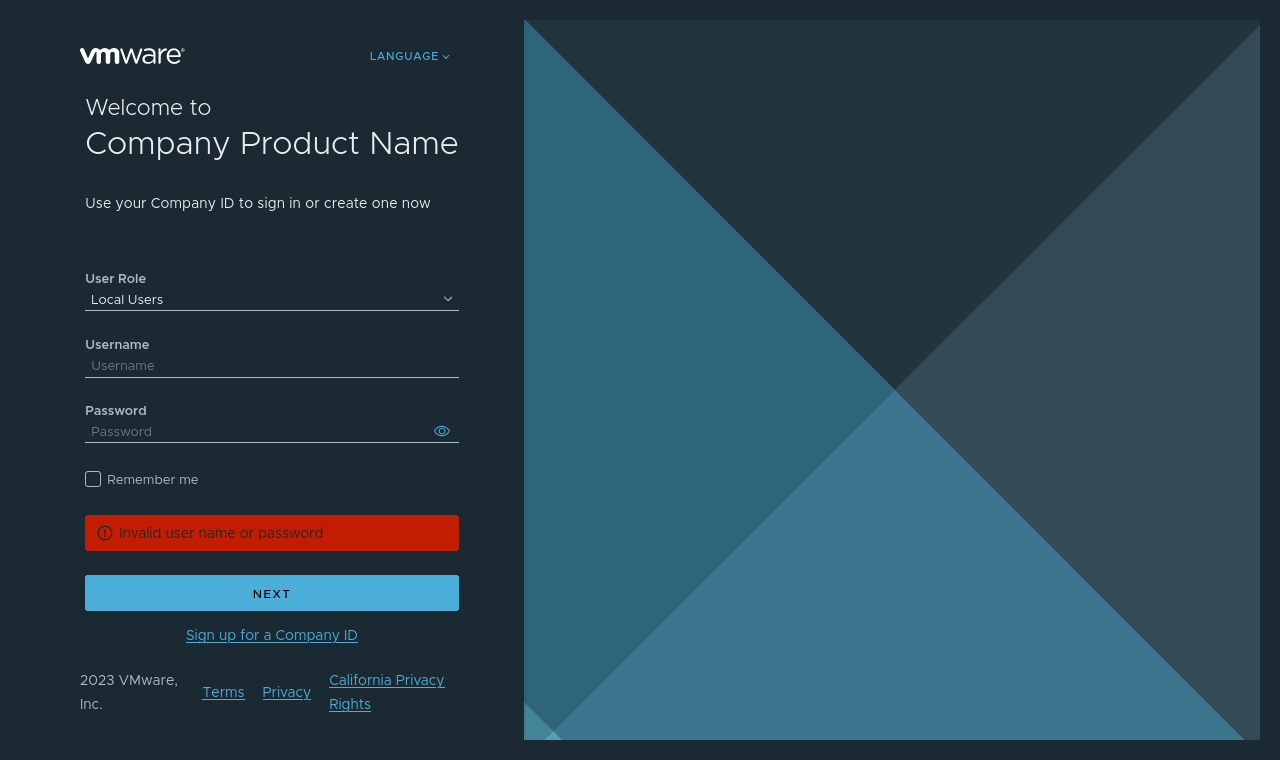 vmware®
LANGUAGE
Welcome to
Company Product Name
Use your Company ID to sign in or create one now
User Role
Local Users
Username
Username
Password
Password
Remember me
Invalid user name or password
NEXT
Sign up for a Company ID
2023 VMware,
Inc.
Terms
Privacy
California Privacy
Rights